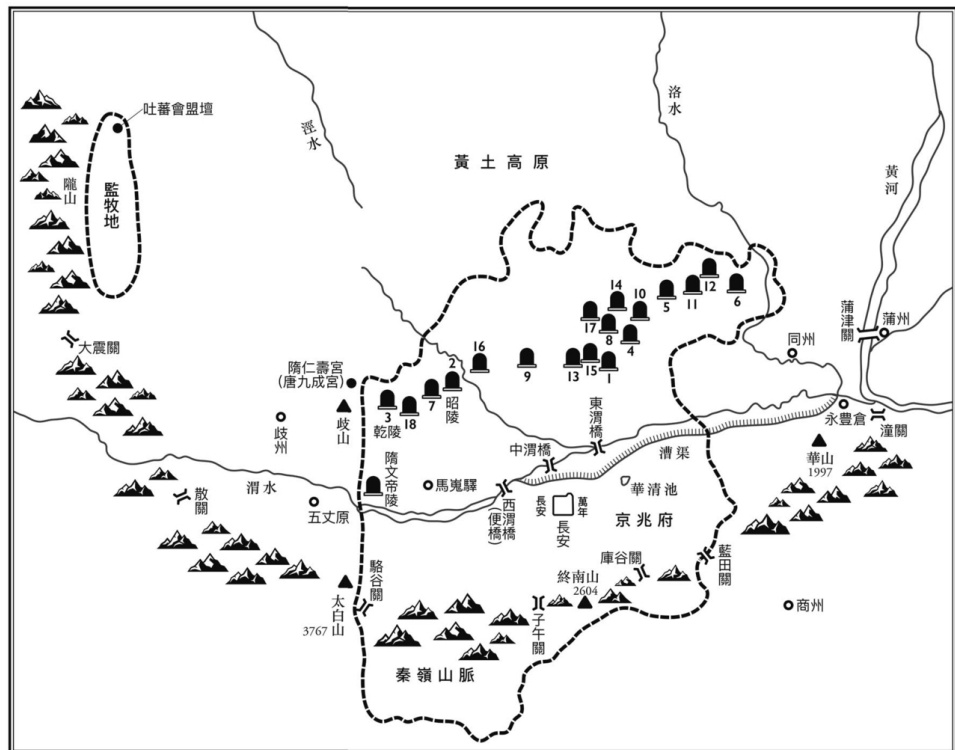 吐蕃會盟壇
監牧地
隴山
大震關
涇水
洛水
黃河
黃土高原
14
10
12
5
11
6
17
8
4
16
2
9
13
15
1
3
18
7
昭陵
乾陵
隋仁壽宮
(唐九成宮)
岐山
歧州
隋文帝陵
馬嵬驛
渭水
散關
五丈原
東渭橋
中渭橋
西渭橋
(便橋)
漕渠
華清池
長安
萬年
長安
京兆府
同州
蒲津關
蒲州
永豐倉
潼關
華山
1997
藍田關
庫谷關
終南山
2604
商州
駱谷關
太白山
3767
子午關
秦嶺山脈